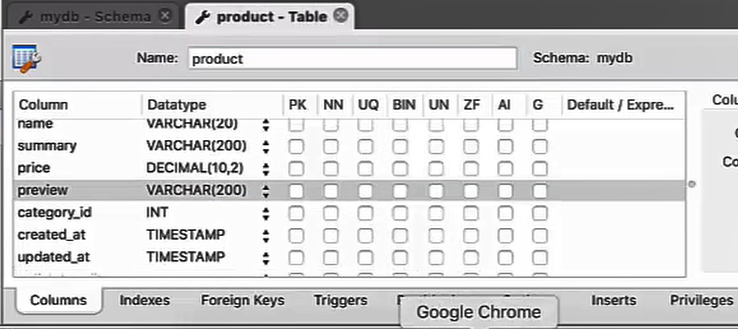 mydb - Schema product - Table
Name: product Schema: mydb
Column Datatype PK NN UQ BIN UN ZF AI G Default / Expre... Colu
name VARCHAR(20)
summary VARCHAR(200)
price DECIMAL(10,2)
preview VARCHAR(200)
category_id INT
created_at TIMESTAMP
updated_at TIMESTAMP
Co
Columns Indexes Foreign Keys Triggers Inserts Privileges
Google Chrome